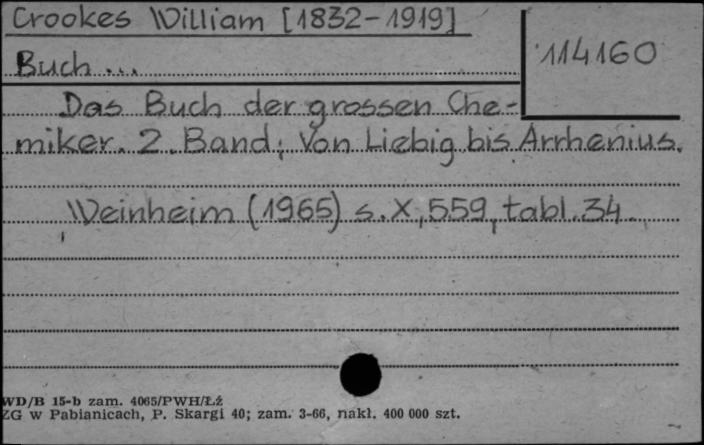 Crookes William [1832-1919]
114160
Buch...
Das Buch der grossen Che-
miker. 2. Band: Von Liebig bis Arrhenius.
Weinheim (1965) s. X, 559, tabl. 34.
WD/B 15-b zam. 4065/PWH/Łż
ZG w Pabianicach, P. Skargi 40; zam. 3-66, nakł. 400 000 szt.